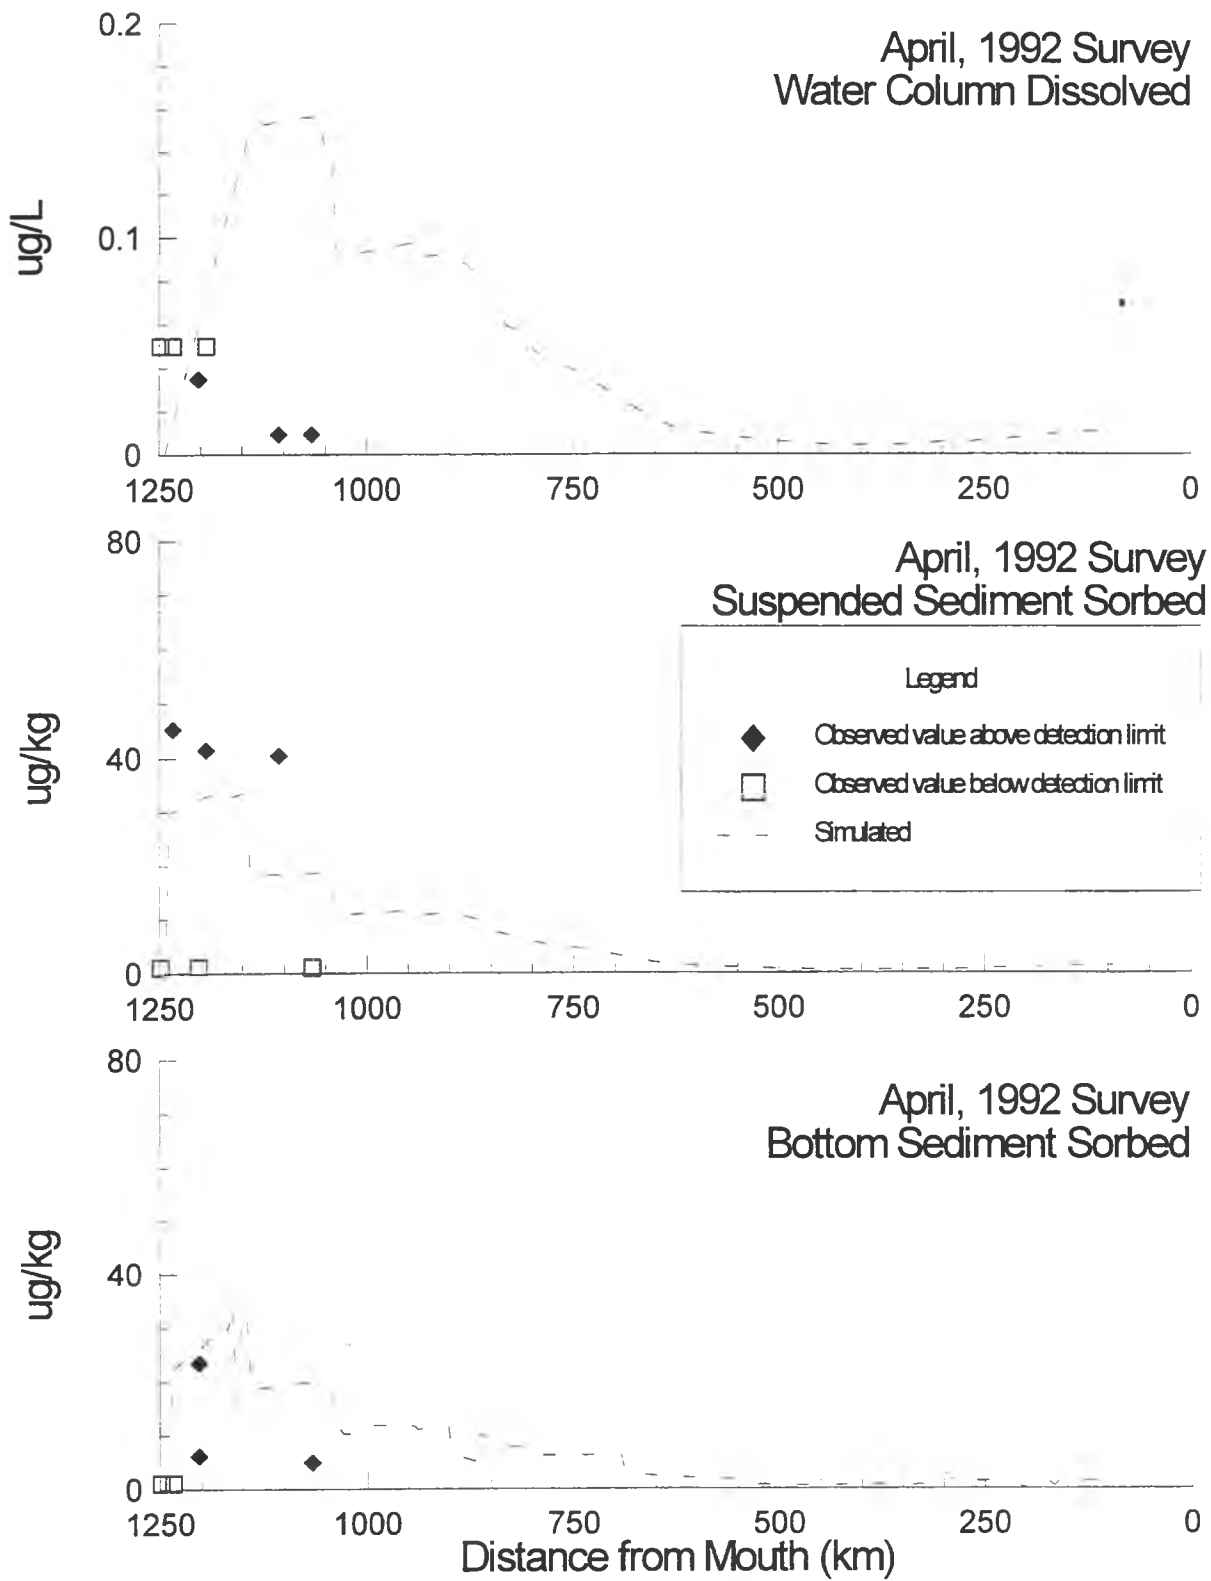 April, 1992 Survey
Water Column Dissolved
ug/L
0.2
0.1
0
1250 1000 750 500 250 0
April, 1992 Survey
Suspended Sediment Sorbed
Legend
Observed value above detection limit
Observed value below detection limit
Simulated
ug/kg
80
40
0
1250 1000 750 500 250 0
April, 1992 Survey
Bottom Sediment Sorbed
ug/kg
80
40
0
1250 1000 750 500 250 0
Distance from Mouth (km)